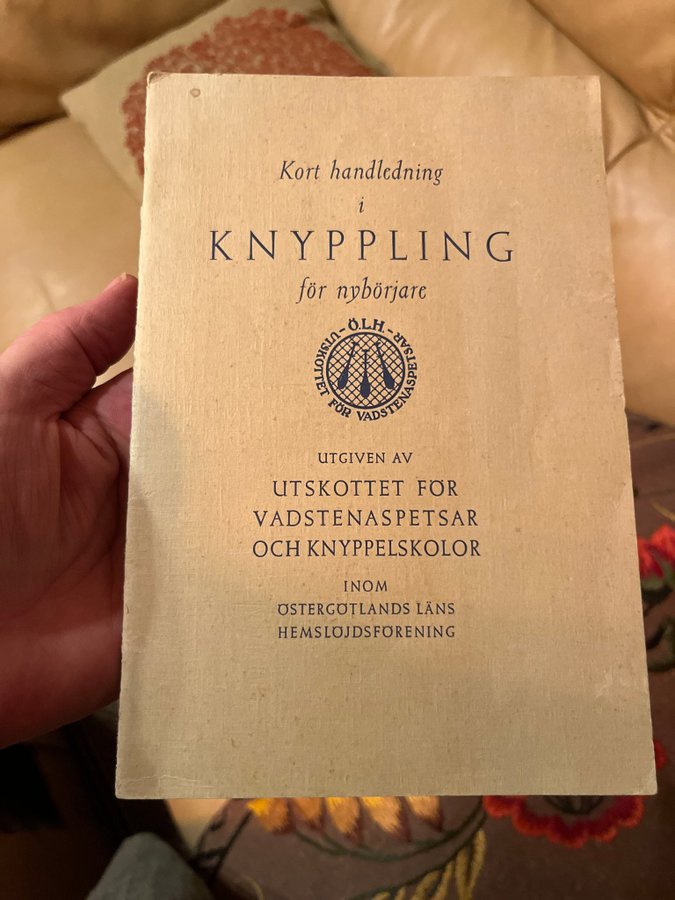 Kort handledning
i
KNYPPLING
för nybörjare
- Ö.L.H. -
UTSKOTTET FÖR VADSTENASPETSAR
UTGIVEN AV
UTSKOTTET FÖR
VADSTENASPETSAR
OCH KNYPPELSKOLOR
INOM
ÖSTERGÖTLANDS LÄNS
HEMSLÖJDSFÖRENING